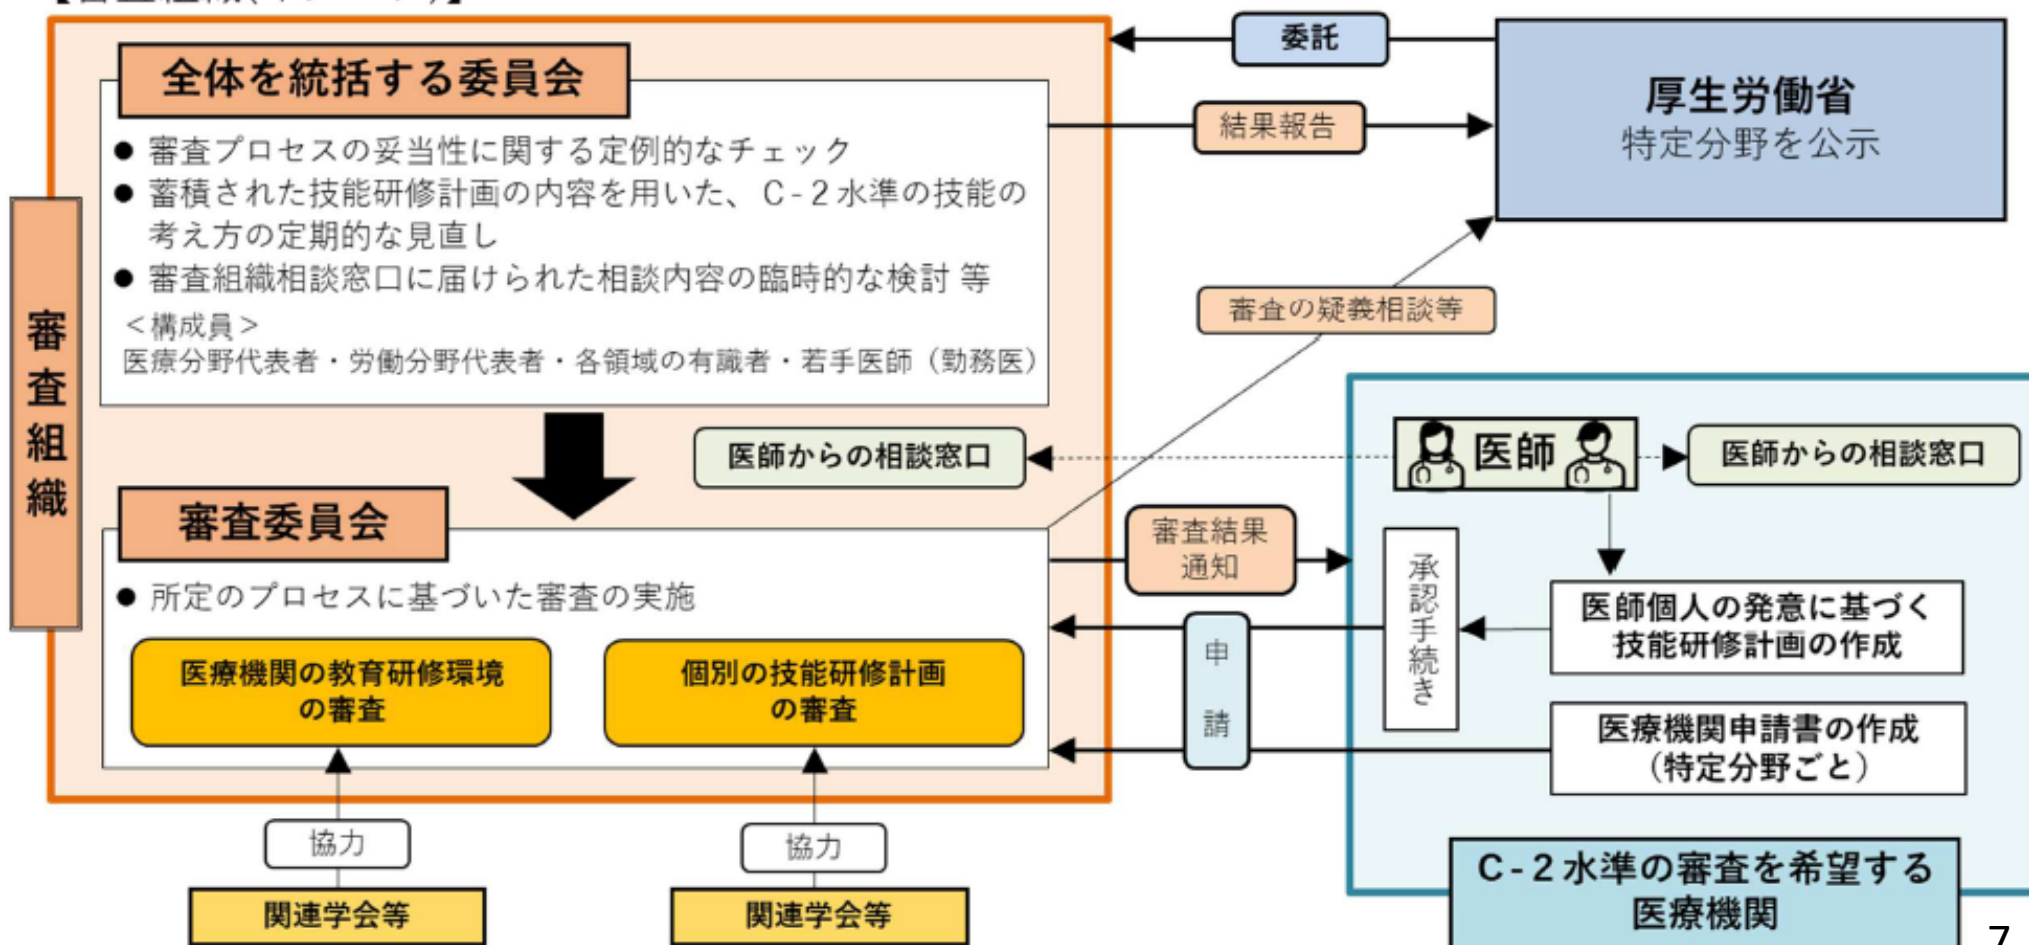 全体を統括する委員会
● 審査プロセスの妥当性に関する定例的なチェック
● 蓄積された技能研修計画の内容を用いた、C-2水準の技能の
考え方の定期的な見直し
● 審査組織相談窓口に届けられた相談内容の臨時的な検討 等
＜構成員＞
医療分野代表者・労働分野代表者・各領域の有識者・若手医師（勤務医）
審査組織
医師からの相談窓口
審査委員会
● 所定のプロセスに基づいた審査の実施
医療機関の教育研修環境
の審査
個別の技能研修計画
の審査
協力
協力
関連学会等
関連学会等
委託
結果報告
厚生労働省
特定分野を公示
審査の疑義相談等
審査結果
通知
申請
医師
医師からの相談窓口
承認手続き
医師個人の発意に基づく
技能研修計画の作成
医療機関申請書の作成
（特定分野ごと）
C-2水準の審査を希望する
医療機関
7